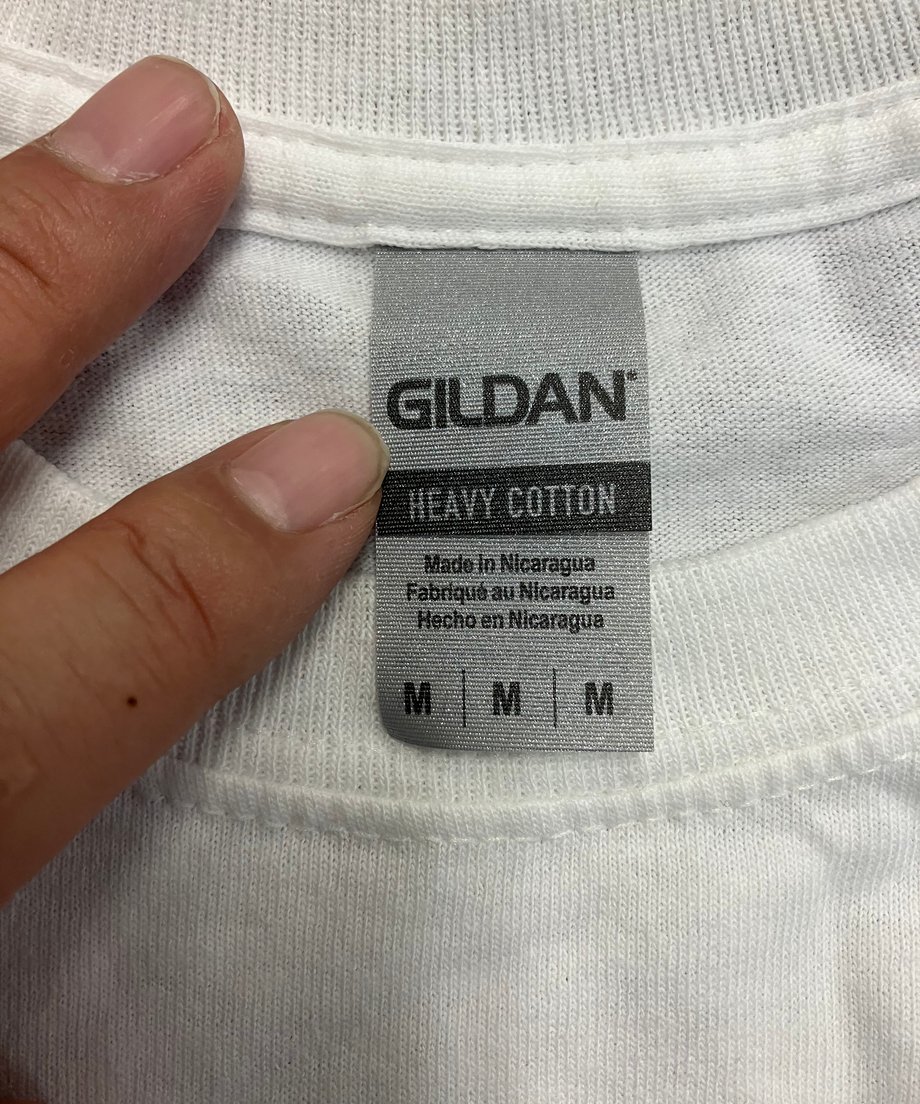 GILDAN®
HEAVY COTTON
Made in Nicaragua
Fabriqué au Nicaragua
Hecho en Nicaragua
M | M | M